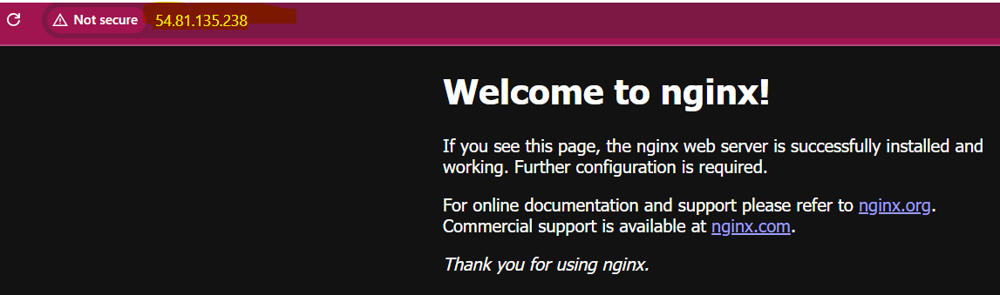 Not secure 54.81.135.238
Welcome to nginx!
If you see this page, the nginx web server is successfully installed and
working. Further configuration is required.
For online documentation and support please refer to nginx.org.
Commercial support is available at nginx.com.
Thank you for using nginx.